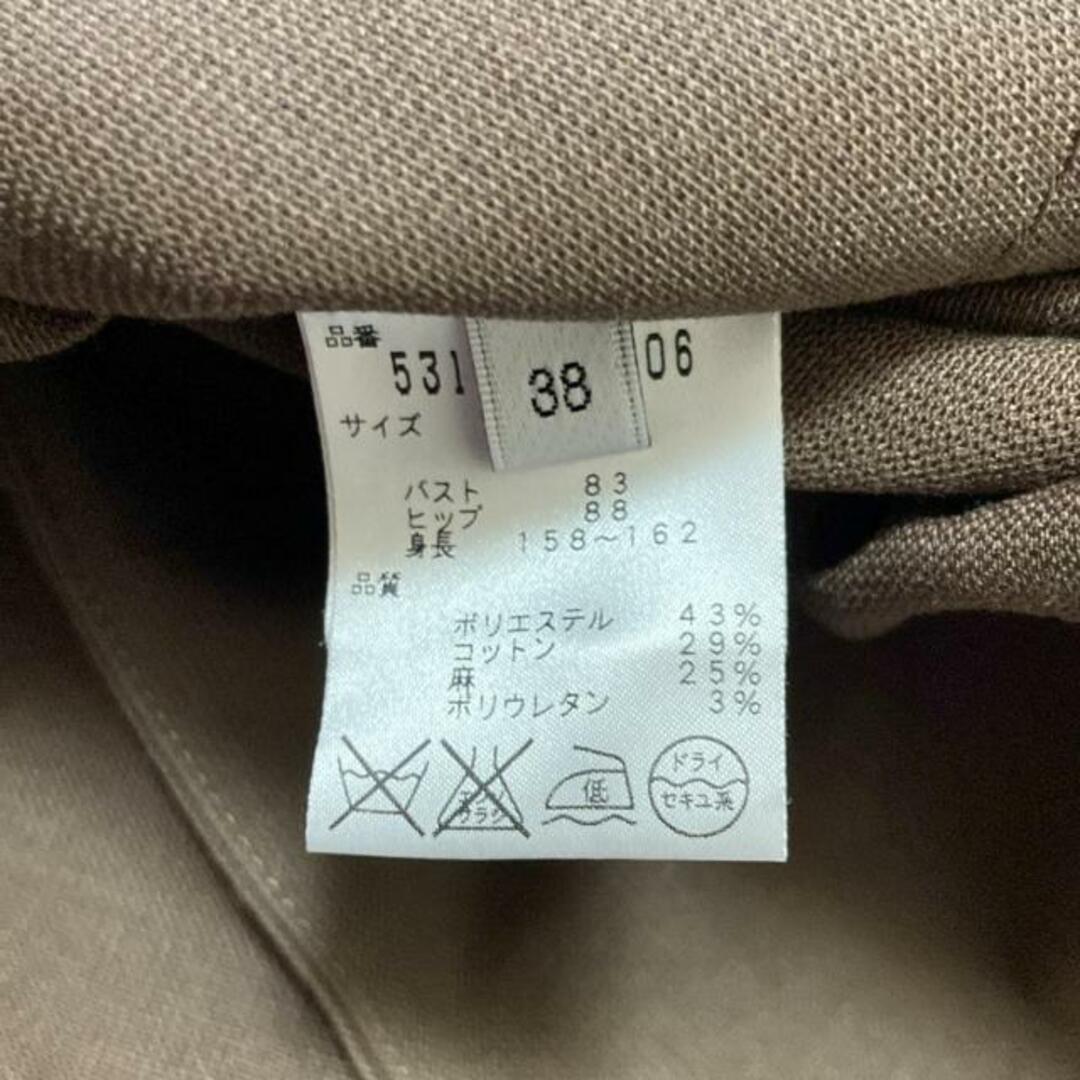 品番
531 38 06
サイズ
バスト 83
ヒップ 88
身長 158~162
品質
ポリエステル 43%
コットン 29%
麻 25%
ポリウレタン 3%
低
ドライ
セキユ系